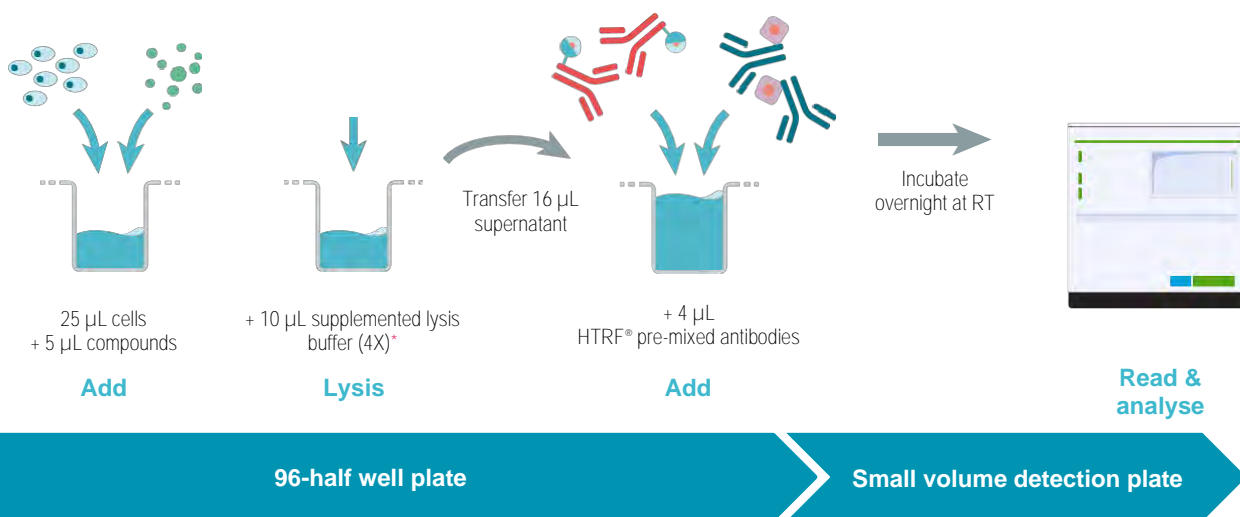 25 µL cells
+ 5 µL compounds
Add
+ 10 µL supplemented lysis
buffer (4X)*
Lysis
Transfer 16 µL
supernatant
+ 4 µL
HTRF® pre-mixed antibodies
Add
Incubate
overnight at RT
Read &
analyse
96-half well plate
Small volume detection plate